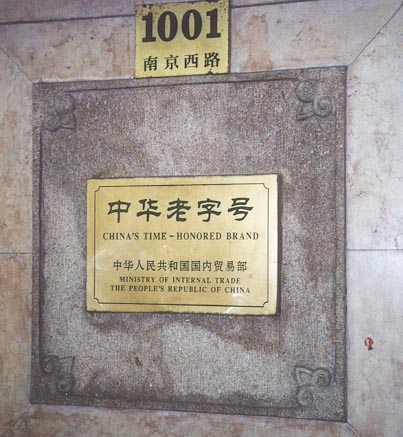 1001
南京西路
中华老字号
CHINA'S TIME-HONORED BRAND
中华人民共和国国内贸易部
MINISTRY OF INTERNAL TRADE
THE PEOPLE'S REPUBLIC OF CHINA